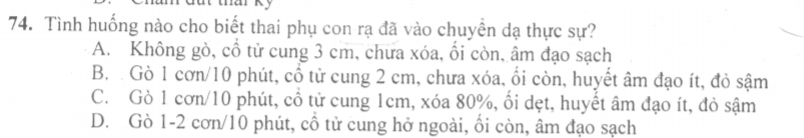 74. Tình huống nào cho biết thai phụ con rạ đã vào chuyển dạ thực sự?
A. Không gò, cổ tử cung 3 cm, chưa xóa, ối còn, âm đạo sạch
B. Gò 1 cơn/10 phút, cổ tử cung 2 cm, chưa xóa, ối còn, huyết âm đạo ít, đỏ sậm
C. Gò 1 cơn/10 phút, cổ tử cung 1cm, xóa 80%, ối dẹt, huyết âm đạo ít, đỏ sậm
D. Gò 1-2 cơn/10 phút, cổ tử cung hở ngoài, ối còn, âm đạo sạch